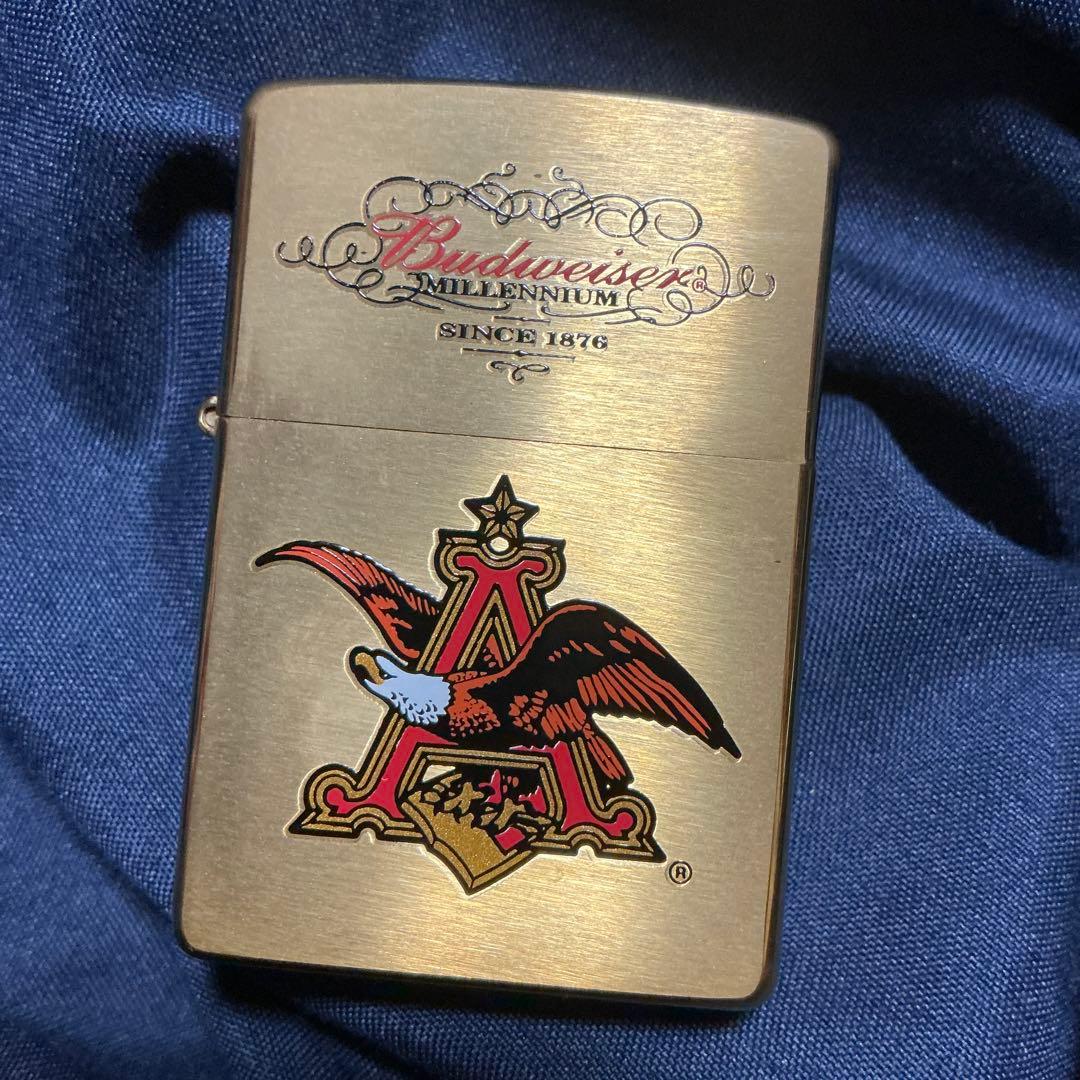 Budweiser®
MILLENNIUM
SINCE 1876
A
®